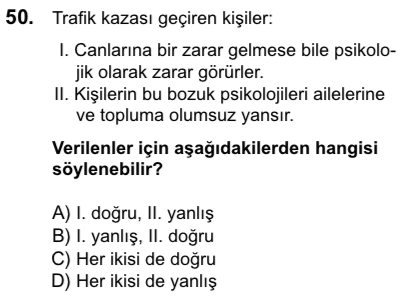 50. Trafik kazası geçiren kişiler:
I. Canlarına bir zarar gelmese bile psikolo-
jik olarak zarar görürler.
II. Kişilerin bu bozuk psikolojileri ailelerine
ve topluma olumsuz yansır.
Verilenler için aşağıdakilerden hangisi
söylenebilir?
A) I. doğru, II. yanlış
B) I. yanlış, II. doğru
C) Her ikisi de doğru
D) Her ikisi de yanlış